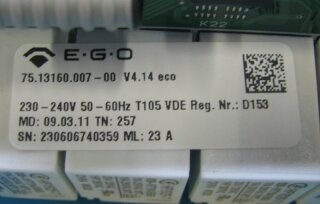 K22
E·G·O
75.13160.007-00 V4.14 eco
230-240V 50-60Hz T105 VDE Reg. Nr.: D153
MD: 09.03.11 TN: 257
SN: 230606740359 ML: 23 A